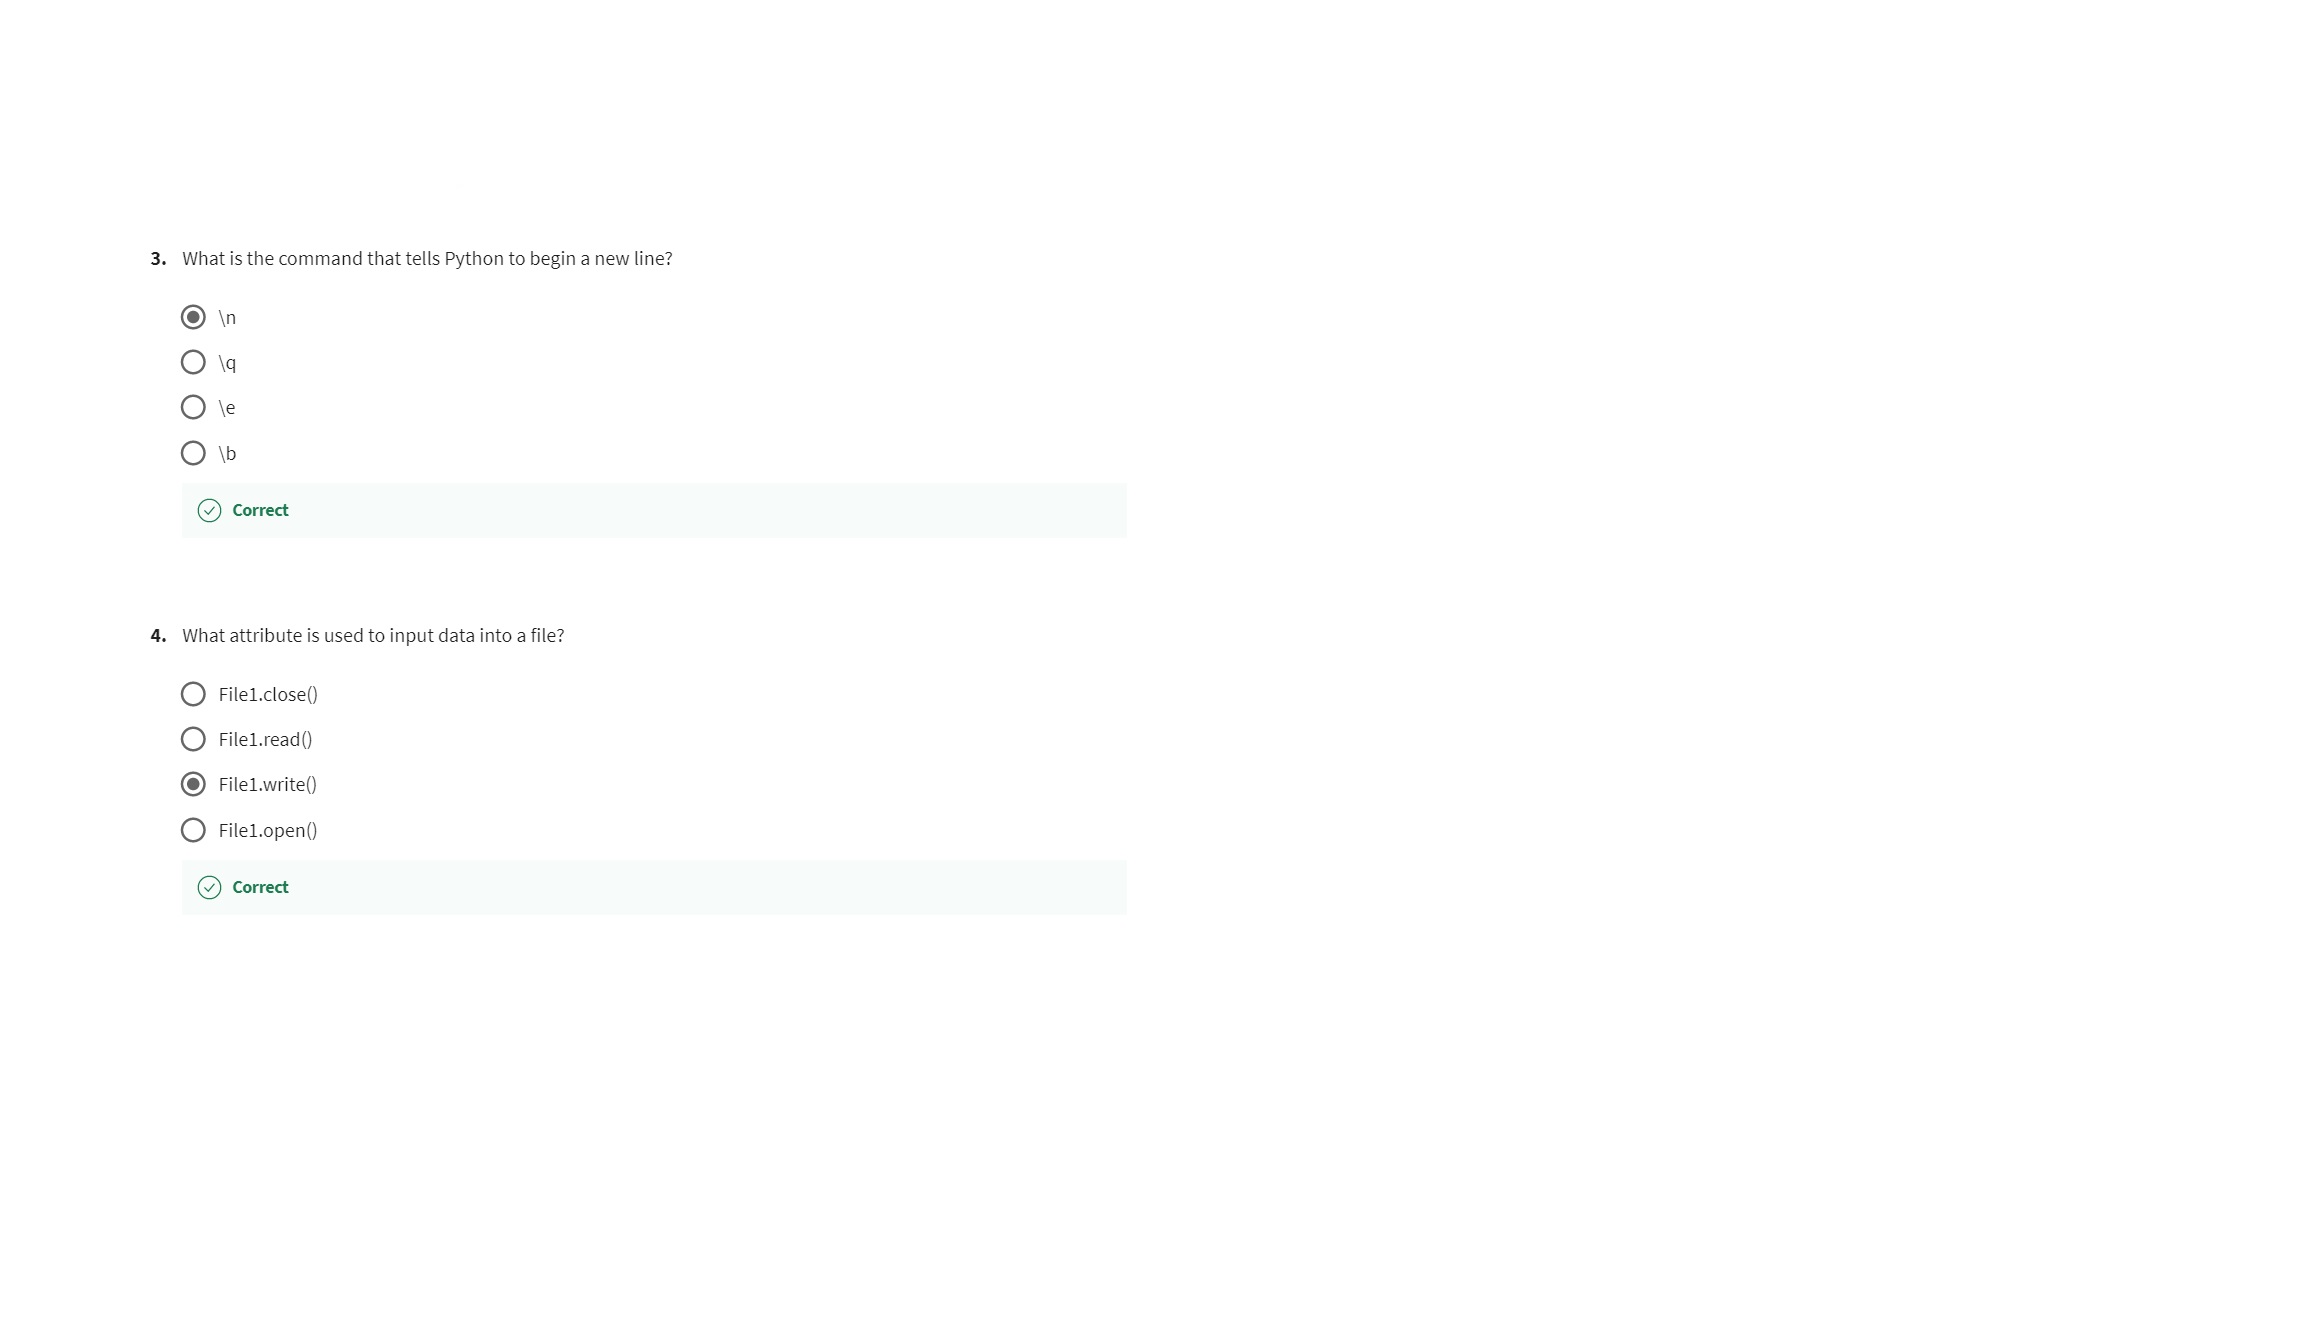 3. What is the command that tells Python to begin a new line?
\n
\q
\e
\b
Correct
4. What attribute is used to input data into a file?
File1.close()
File1.read()
File1.write()
File1.open()
Correct